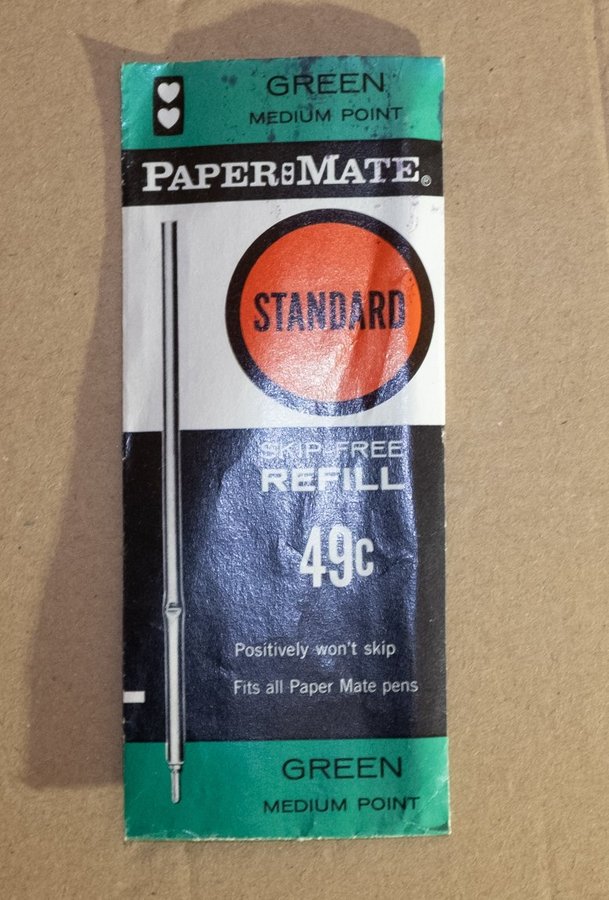 GREEN
MEDIUM POINT
PAPER MATE®
STANDARD
SKIP-FREE
REFILL
49c
Positively won't skip
Fits all Paper Mate pens
GREEN
MEDIUM POINT